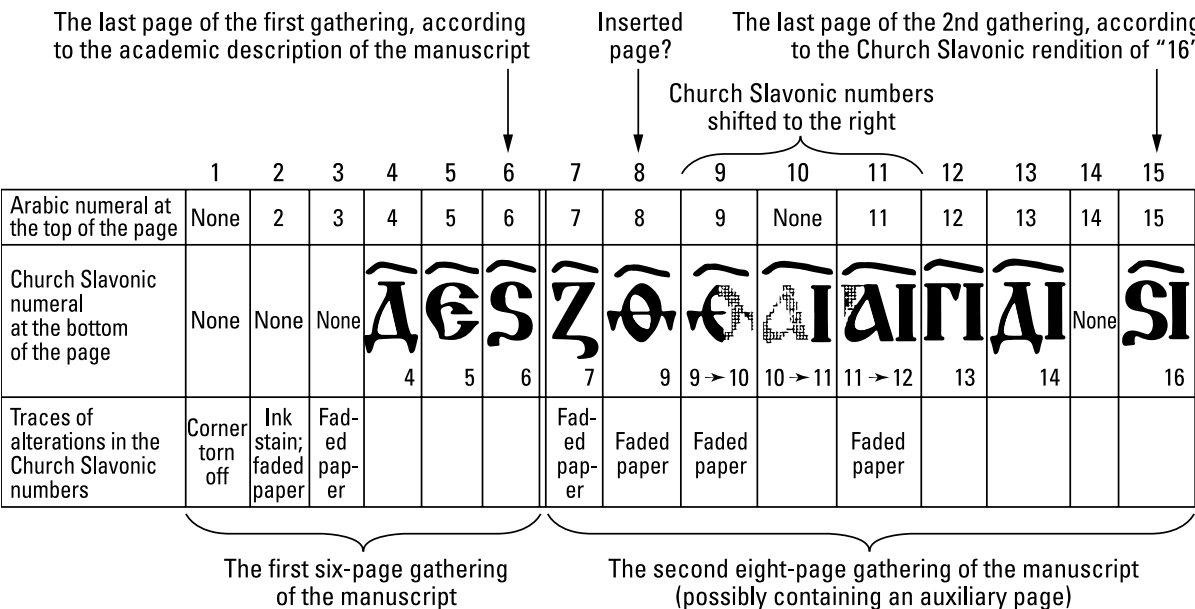 The last page of the first gathering, according
to the academic description of the manuscript
Inserted
page?
The last page of the 2nd gathering, according
to the Church Slavonic rendition of “16”
Church Slavonic numbers
shifted to the right
1 2 3 4 5 6 7 8 9 10 11 12 13 14 15
Arabic numeral at
the top of the page
None 2 3 4 5 6 7 8 9 None 11 12 13 14 15
Church Slavonic
numeral
at the bottom
of the page
None None None Д҃ Є҃ Ѕ҃ З҃ Ѳ҃ АІ҃ АІ҃ ГІ҃ ДІ҃ None ЅІ҃
4 5 6 7 9 9 → 10 10 → 11 11 → 12 13 14 16
Traces of
alterations in the
Church Slavonic
numbers
Corner
torn
off
Ink
stain;
faded
paper
Fad-
ed
pap-
er
Fad-
ed
pap-
er
Faded
paper
Faded
paper
Faded
paper
The first six-page gathering
of the manuscript
The second eight-page gathering of the manuscript
(possibly containing an auxiliary page)